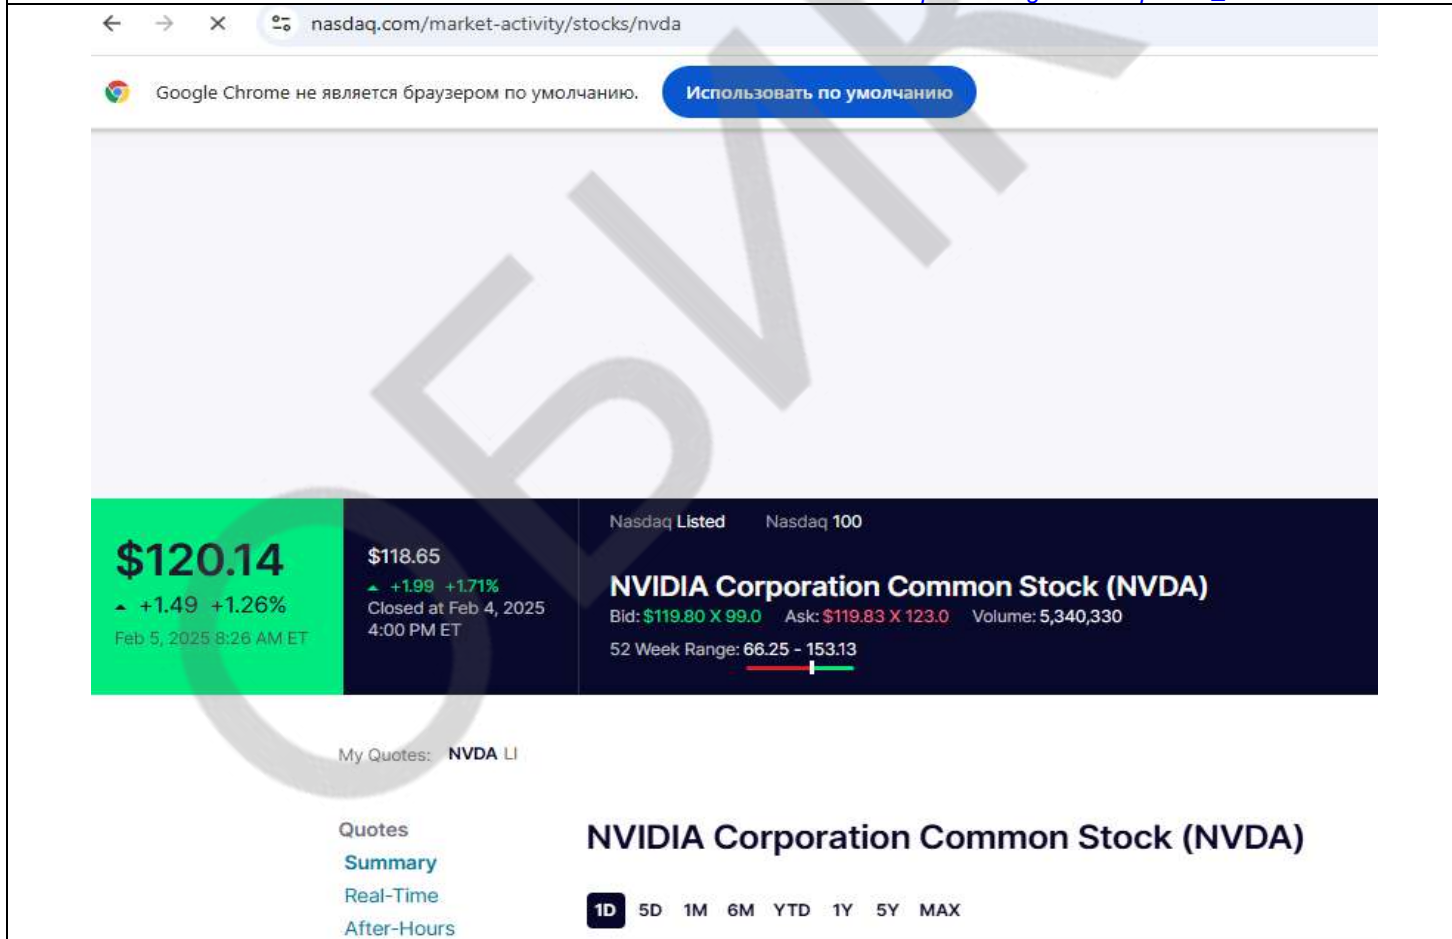 nasdaq.com/market-activity/stocks/nvda
Google Chrome не является браузером по умолчанию.
Использовать по умолчанию
ОБИК
$120.14
+1.49 +1.26%
Feb 5, 2025 8:26 AM ET
$118.65
+1.99 +1.71%
Closed at Feb 4, 2025
4:00 PM ET
Nasdaq Listed Nasdaq 100
NVIDIA Corporation Common Stock (NVDA)
Bid: $119.80 X 99.0 Ask: $119.83 X 123.0 Volume: 5,340,330
52 Week Range: 66.25 - 153.13
My Quotes: NVDA LI
Quotes
Summary
Real-Time
After-Hours
NVIDIA Corporation Common Stock (NVDA)
1D 5D 1M 6M YTD 1Y 5Y MAX